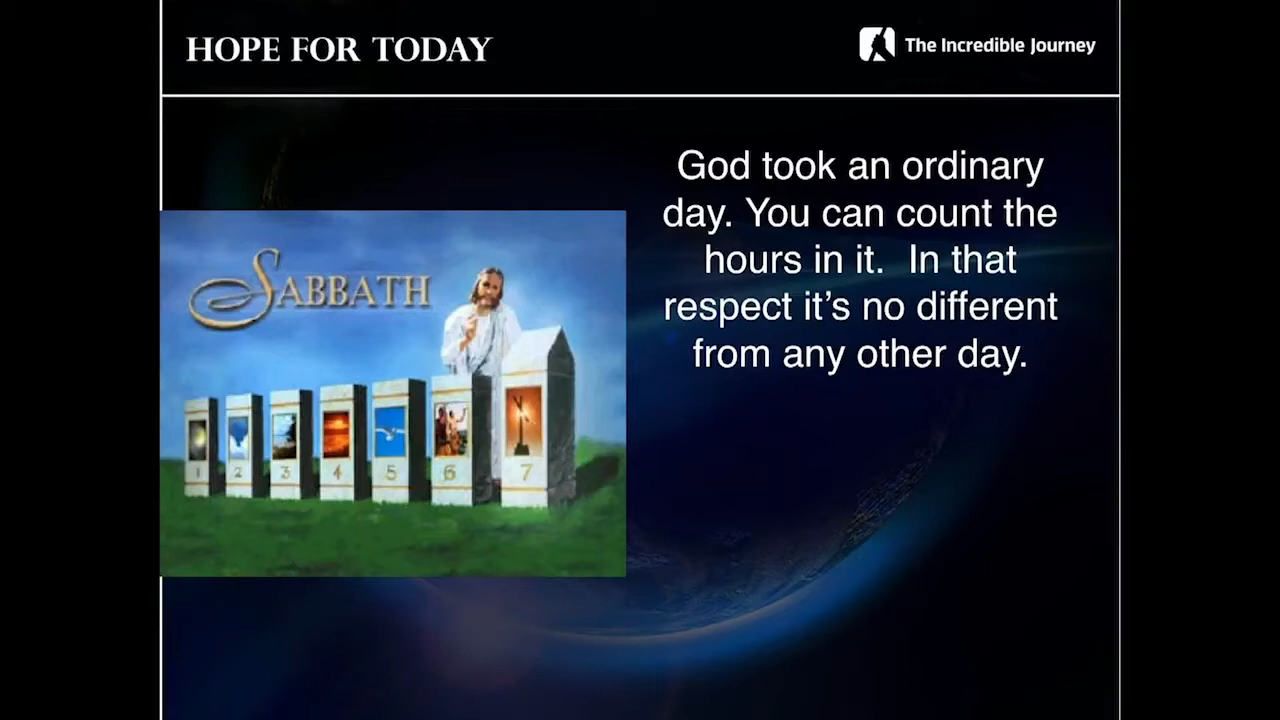 HOPE FOR TODAY
The Incredible Journey
God took an ordinary
day. You can count the
hours in it.  In that
respect it's no different
from any other day.
SABBATH
1 2 3 4 5 6 7